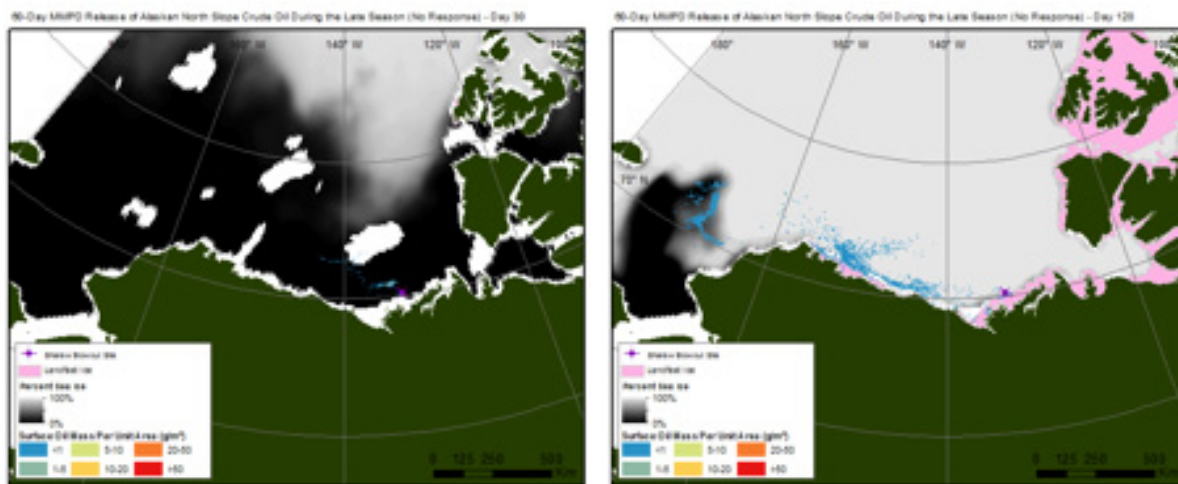 60-Day MMPD Release of Alaskan North Slope Crude Oil During the Late Season (No Response) - Day 30
160° W
140° W
120° W
100°
Landfast Ice
Percent Sea Ice
100%
0%
Surface Oil Mass Per Unit Area (g/m²)
<1 5-10 20-50
1-5 10-20 >50
0 125 250 500
60-Day MMPD Release of Alaskan North Slope Crude Oil During the Late Season (No Response) - Day 120
180°
160° W
140° W
120° W
100°
70° N
Landfast Ice
Percent Sea Ice
100%
0%
Surface Oil Mass Per Unit Area (g/m²)
<1 5-10 20-50
1-5 10-20 >50
0 125 250 500